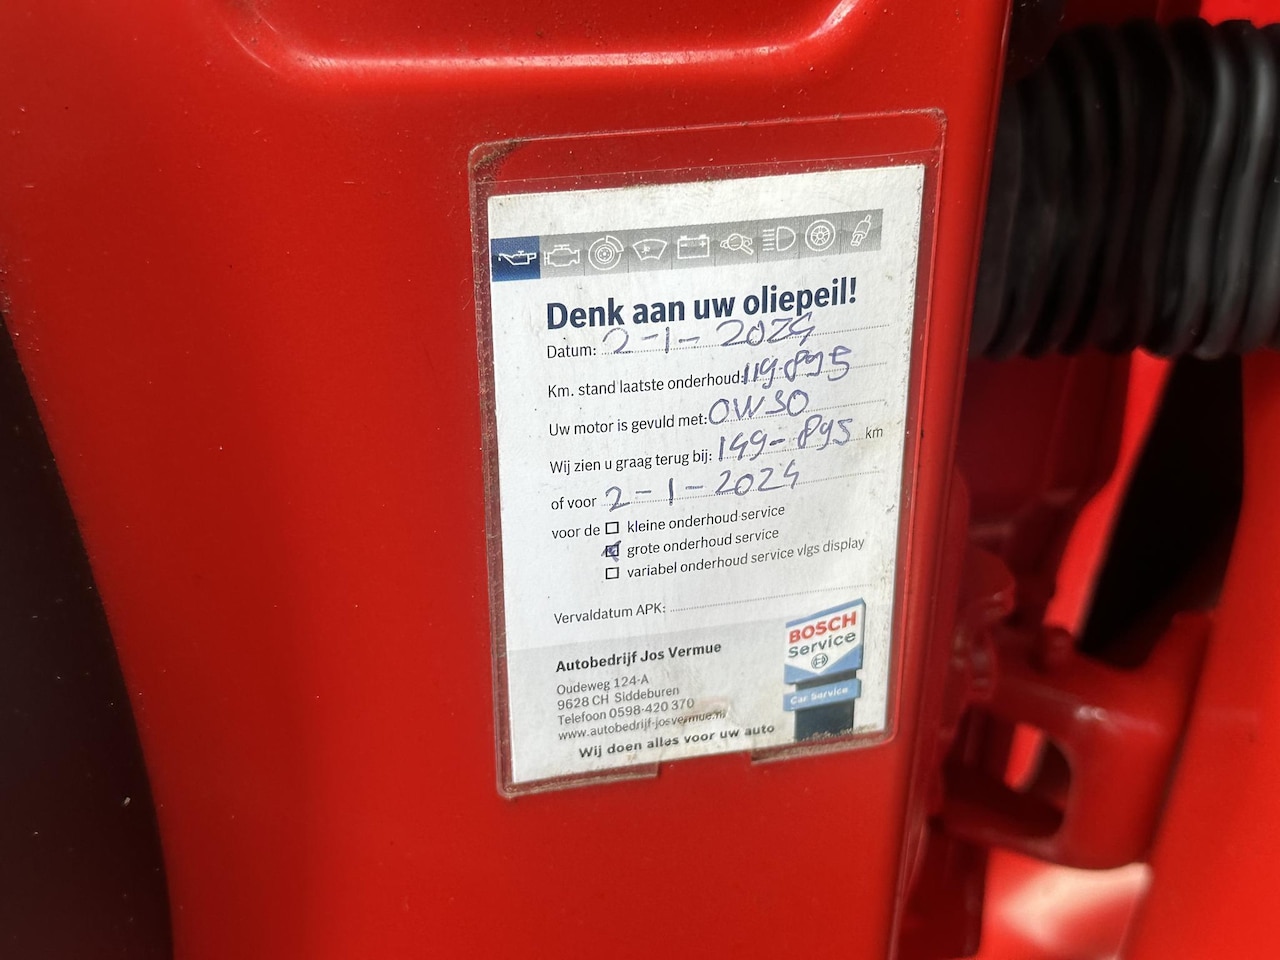 Denk aan uw oliepeil!
Datum: 2-1-2024
Km. stand laatste onderhoud: 119.895
Uw motor is gevuld met: 0W30
Wij zien u graag terug bij: 149-895 km
of voor 2-1-2024
voor de ☐ kleine onderhoud service
☑ grote onderhoud service
☐ variabel onderhoud service vlgs display
Vervaldatum APK:
BOSCH
Service
Car Service
Autobedrijf Jos Vermue
Oudeweg 124-A
9628 CH Siddeburen
Telefoon 0598-420 370
www.autobedrijf-josvermue.nl
Wij doen alles voor uw auto